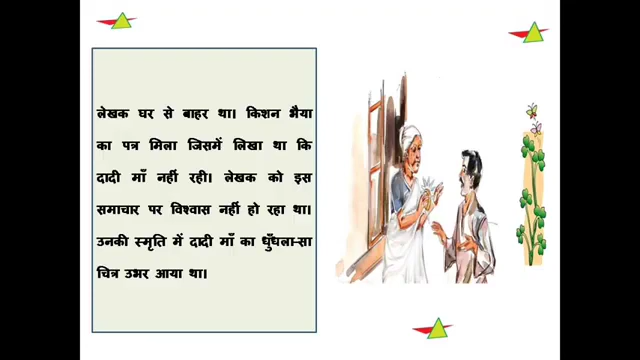 लेखक घर से बाहर था। किशन भैया
का पत्र मिला जिसमें लिखा था कि
दादी माँ नहीं रही। लेखक को इस
समाचार पर विश्वास नहीं हो रहा था।
उनकी स्मृति में दादी माँ का धुँधला-सा
चित्र उभर आया था।